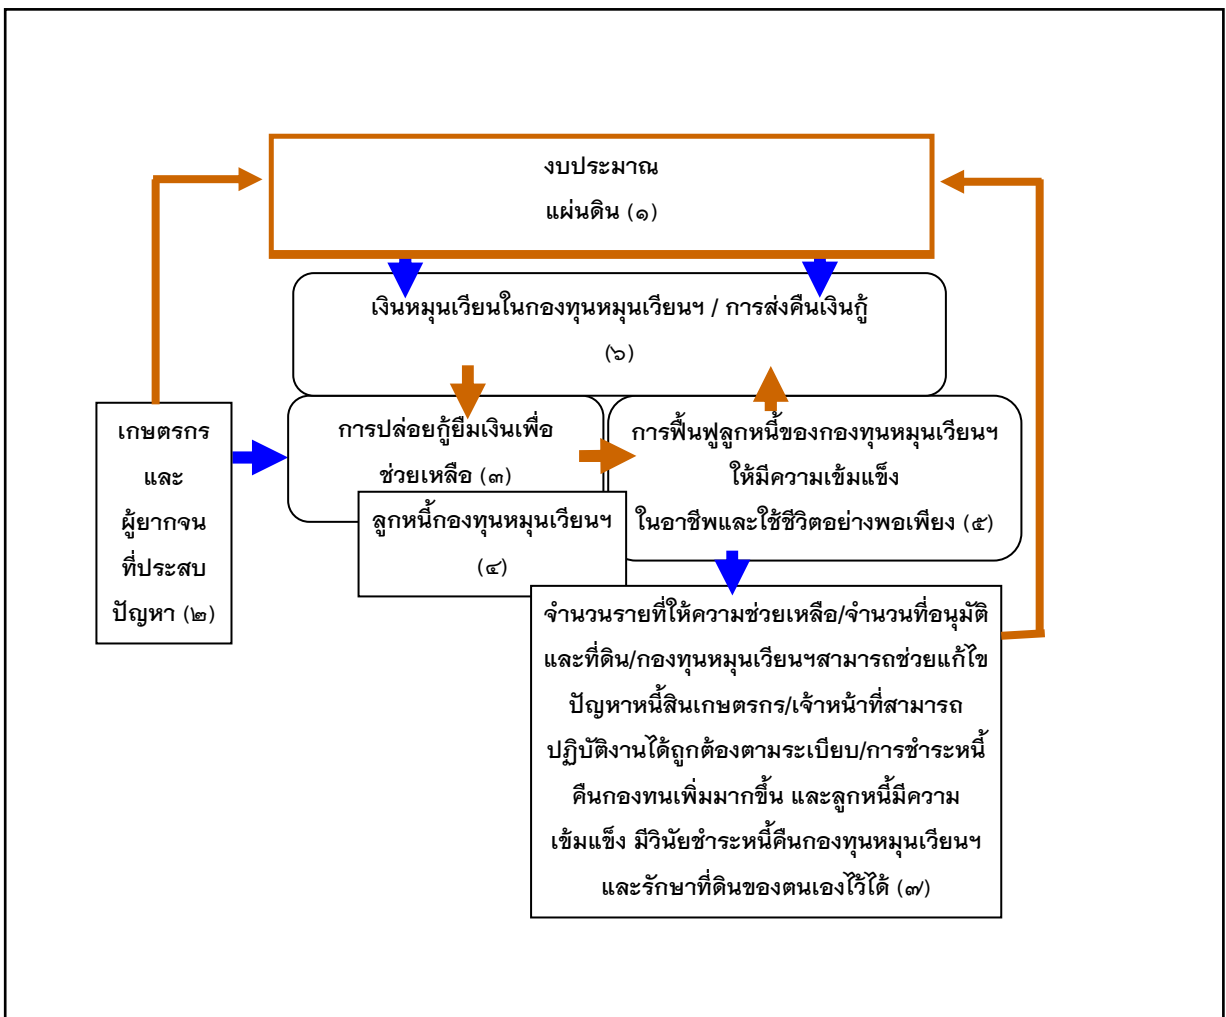 งบประมาณ
แผ่นดิน (๑)
เงินหมุนเวียนในกองทุนหมุนเวียนฯ / การส่งคืนเงินกู้
(๖)
เกษตรกร
และ
ผู้ยากจน
ที่ประสบ
ปัญหา (๒)
การปล่อยกู้ยืมเงินเพื่อ
ช่วยเหลือ (๓)
ลูกหนี้กองทุนหมุนเวียนฯ
(๔)
การฟื้นฟูลูกหนี้ของกองทุนหมุนเวียนฯ
ให้มีความเข้มแข็ง
ในอาชีพและใช้ชีวิตอย่างพอเพียง (๕)
จำนวนรายที่ให้ความช่วยเหลือ/จำนวนที่อนุมัติ
และที่ดิน/กองทุนหมุนเวียนฯสามารถช่วยแก้ไข
ปัญหาหนี้สินเกษตรกร/เจ้าหน้าที่สามารถ
ปฏิบัติงานได้ถูกต้องตามระเบียบ/การชำระหนี้
คืนกองทนเพิ่มมากขึ้น และลูกหนี้มีความ
เข้มแข็ง มีวินัยชำระหนี้คืนกองทุนหมุนเวียนฯ
และรักษาที่ดินของตนเองไว้ได้ (๗)